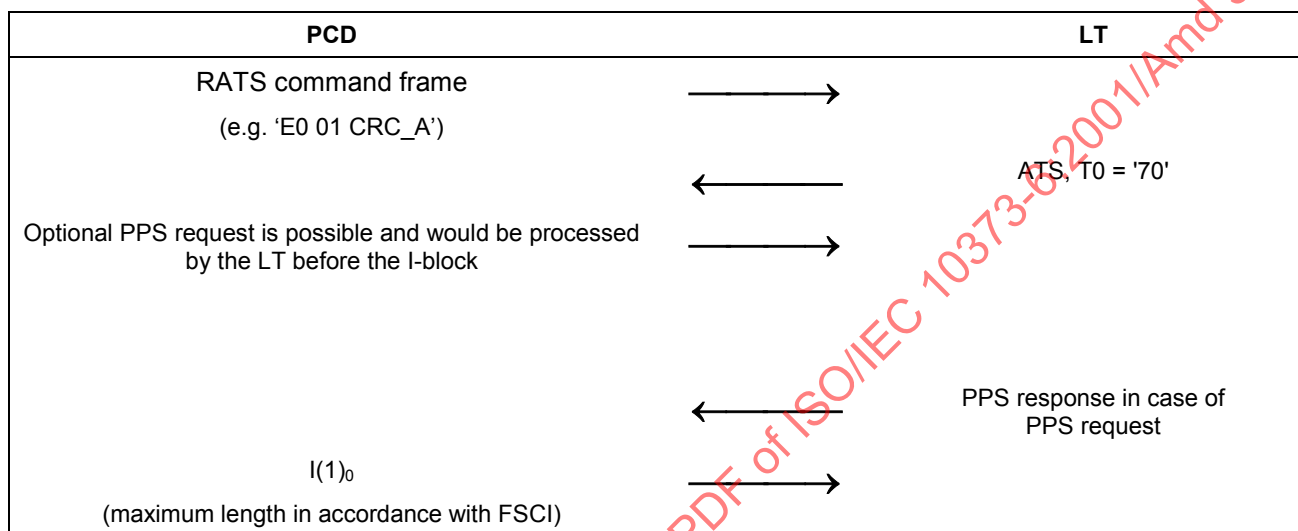 PCD LT
RATS command frame
(e.g. ‘E0 01 CRC_A’)
ATS, T0 = '70'
Optional PPS request is possible and would be processed
by the LT before the I-block
PPS response in case of
PPS request
I(1)₀
(maximum length in accordance with FSCI)
PDF of ISO/IEC 10373-6:2001/Amd